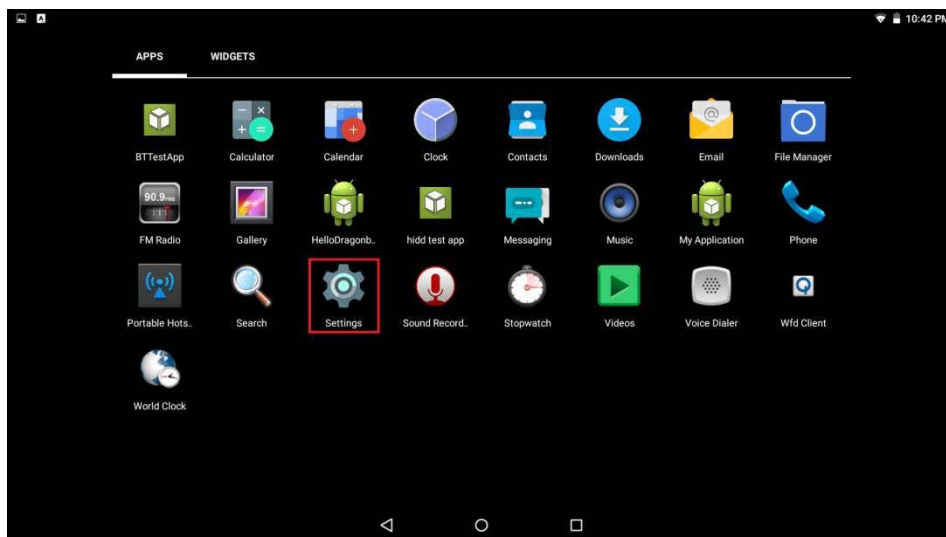 10:42 PM
APPS WIDGETS
BTTestApp Calculator Calendar Clock Contacts Downloads Email File Manager
90.9
FM Radio Gallery HelloDragonb.. hidd test app Messaging Music My Application Phone
Portable Hots.. Search Settings Sound Record.. Stopwatch Videos Voice Dialer Wfd Client
World Clock